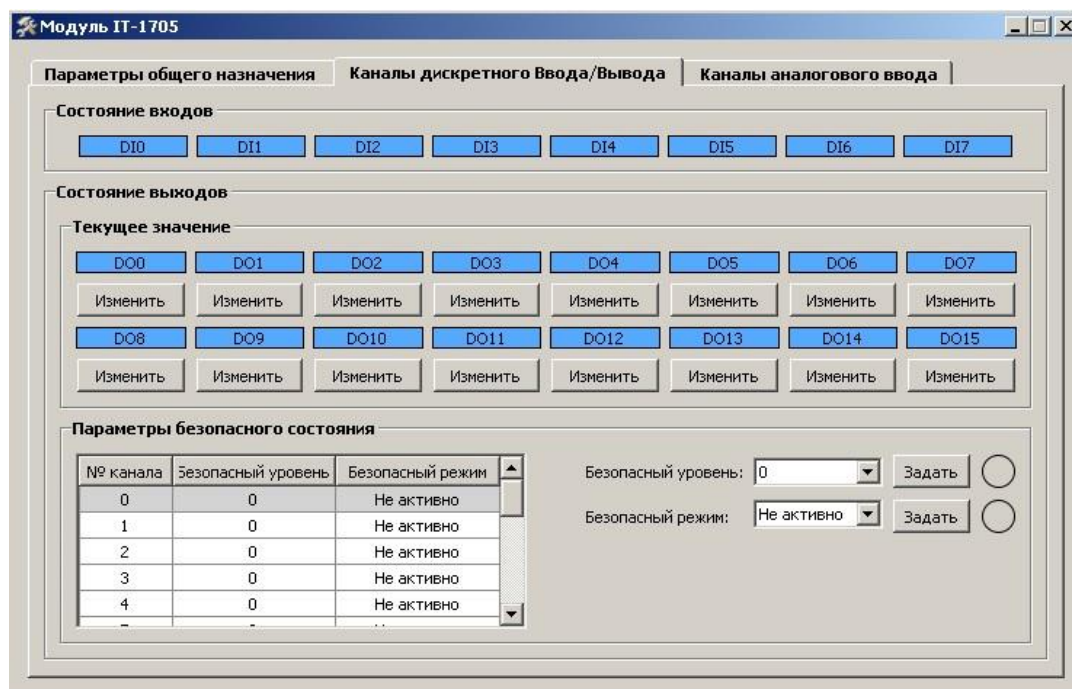 Модуль IT-1705
Параметры общего назначения Каналы дискретного Ввода/Вывода Каналы аналогового ввода
Состояние входов
DI0 DI1 DI2 DI3 DI4 DI5 DI6 DI7
Состояние выходов
Текущее значение
DO0 DO1 DO2 DO3 DO4 DO5 DO6 DO7
Изменить Изменить Изменить Изменить Изменить Изменить Изменить Изменить
DO8 DO9 DO10 DO11 DO12 DO13 DO14 DO15
Изменить Изменить Изменить Изменить Изменить Изменить Изменить Изменить
Параметры безопасного состояния
№ канала Безопасный уровень Безопасный режим
0 0 Не активно
1 0 Не активно
2 0 Не активно
3 0 Не активно
4 0 Не активно
Безопасный уровень: 0 Задать
Безопасный режим: Не активно Задать